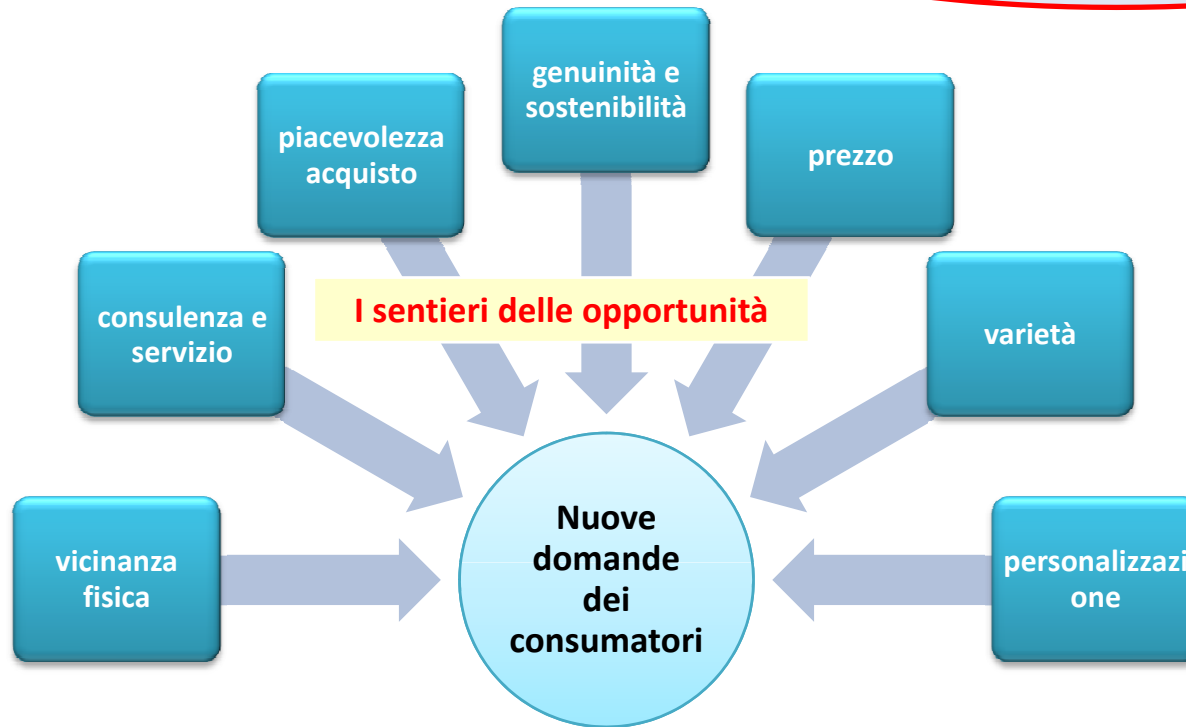 genuinità e
sostenibilità
piacevolezza
acquisto
prezzo
I sentieri delle opportunità
consulenza e
servizio
varietà
vicinanza
fisica
Nuove
domande
dei
consumatori
personalizzazi
one